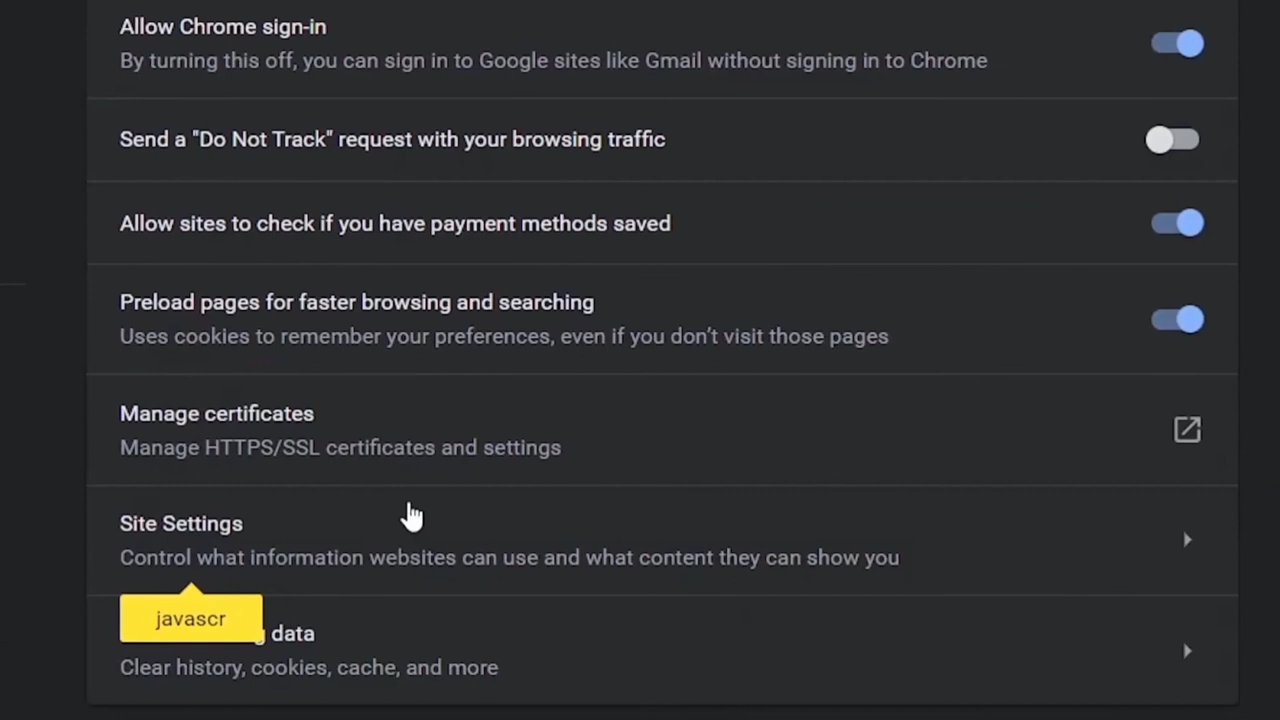 Allow Chrome sign-in
By turning this off, you can sign in to Google sites like Gmail without signing in to Chrome
Send a "Do Not Track" request with your browsing traffic
Allow sites to check if you have payment methods saved
Preload pages for faster browsing and searching
Uses cookies to remember your preferences, even if you don’t visit those pages
Manage certificates
Manage HTTPS/SSL certificates and settings
Site Settings
Control what information websites can use and what content they can show you
javascr
data
Clear history, cookies, cache, and more